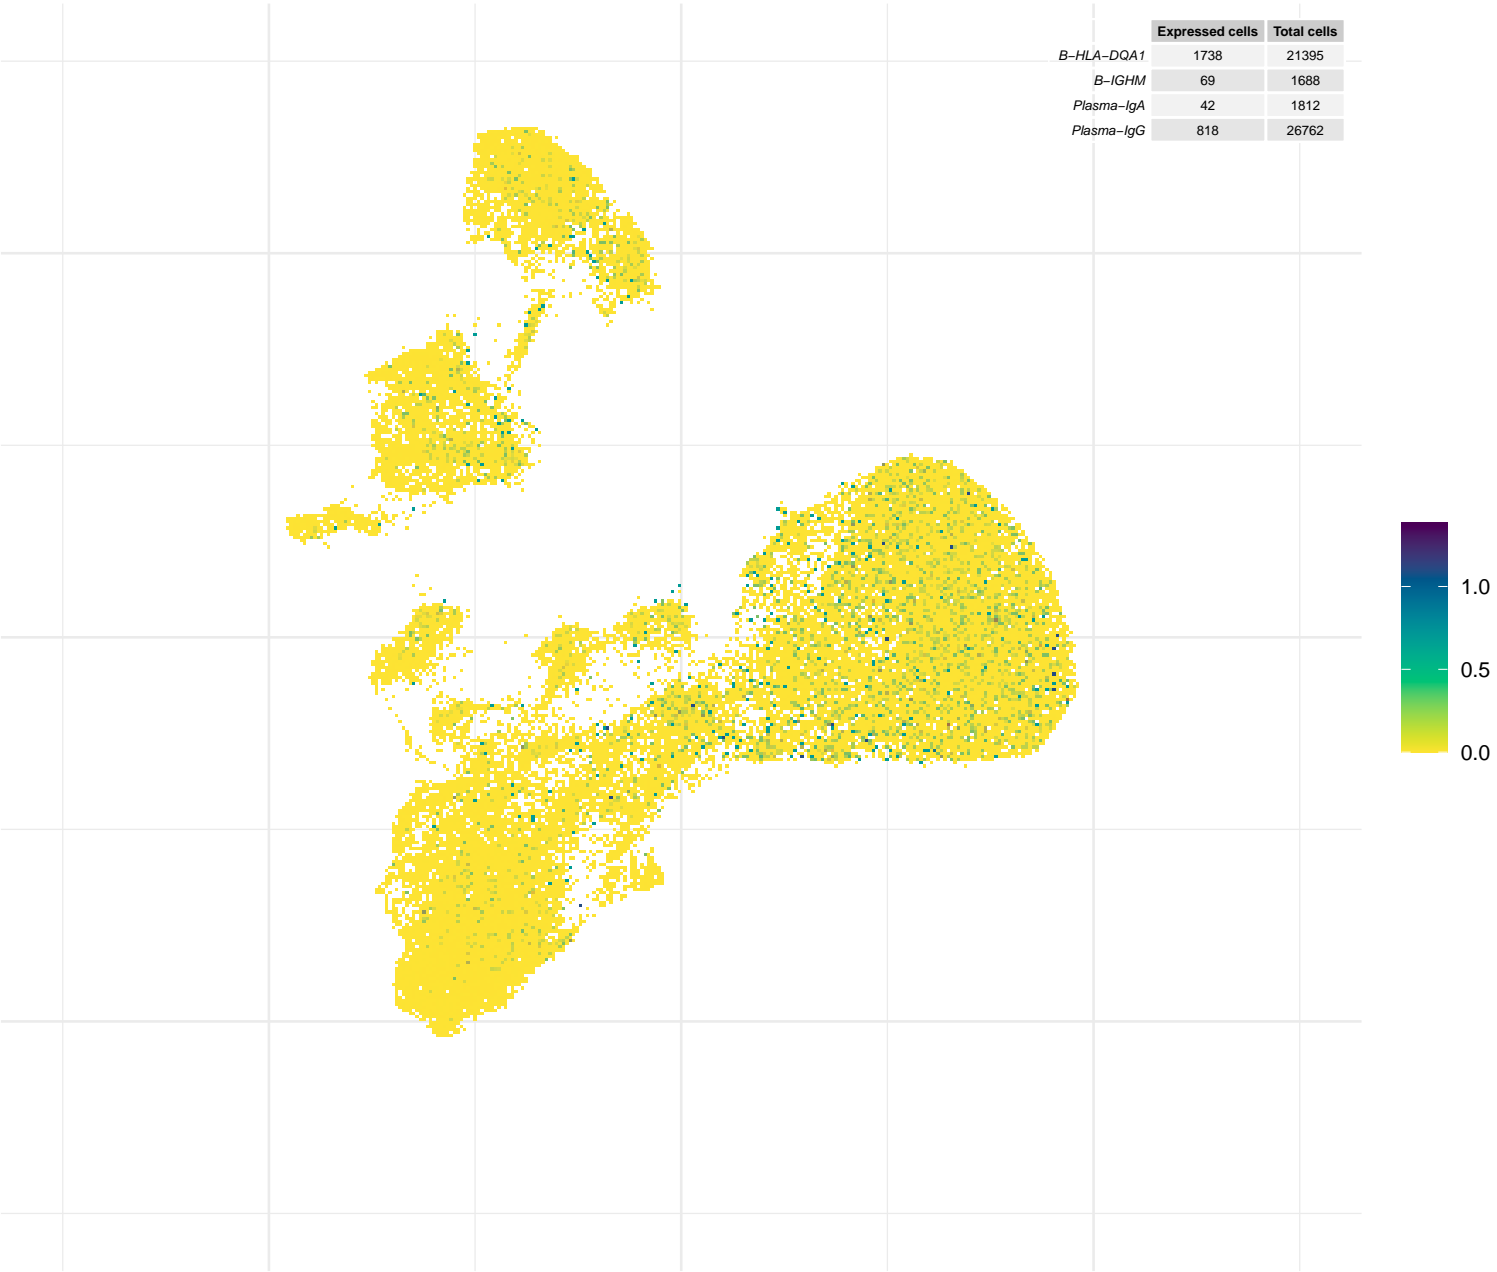 Expressed cells Total cells
B−HLA−DQA1 1738 21395
B−IGHM 69 1688
Plasma−IgA 42 1812
Plasma−IgG 818 26762
1.0
0.5
0.0